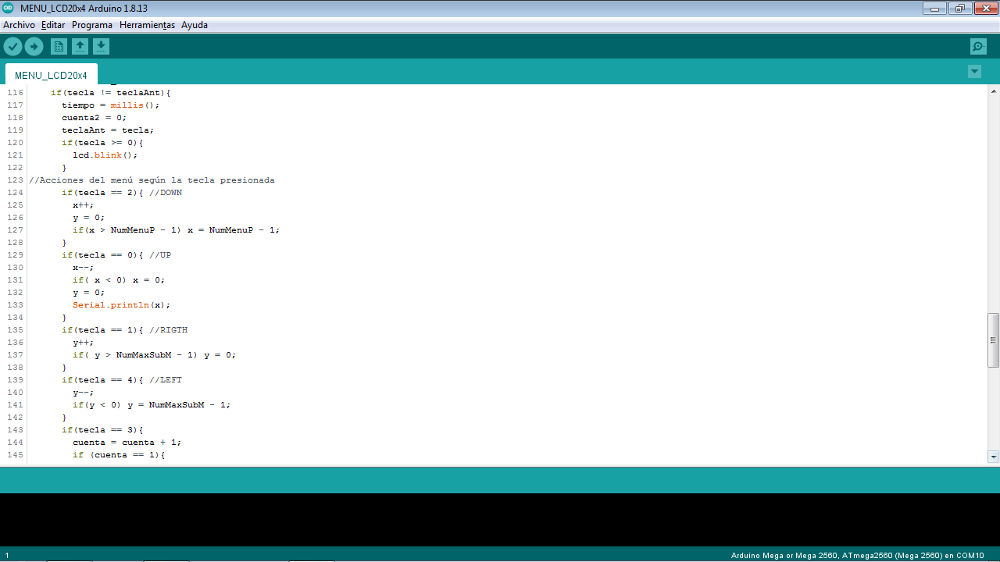 MENU_LCD20x4 Arduino 1.8.13
Archivo Editar Programa Herramientas Ayuda
MENU_LCD20x4
116 if(tecla != teclaAnt){
117 tiempo = millis();
118 cuenta2 = 0;
119 teclaAnt = tecla;
120 if(tecla >= 0){
121 lcd.blink();
122 }
123 //Acciones del menú según la tecla presionada
124 if(tecla == 2){ //DOWN
125 x++;
126 y = 0;
127 if(x > NumMenuP - 1) x = NumMenuP - 1;
128 }
129 if(tecla == 0){ //UP
130 x--;
131 if( x < 0) x = 0;
132 y = 0;
133 Serial.println(x);
134 }
135 if(tecla == 1){ //RIGTH
136 y++;
137 if( y > NumMaxSubM - 1) y = 0;
138 }
139 if(tecla == 4){ //LEFT
140 y--;
141 if(y < 0) y = NumMaxSubM - 1;
142 }
143 if(tecla == 3){
144 cuenta = cuenta + 1;
145 if (cuenta == 1){
1 Arduino Mega or Mega 2560, ATmega2560 (Mega 2560) en COM10